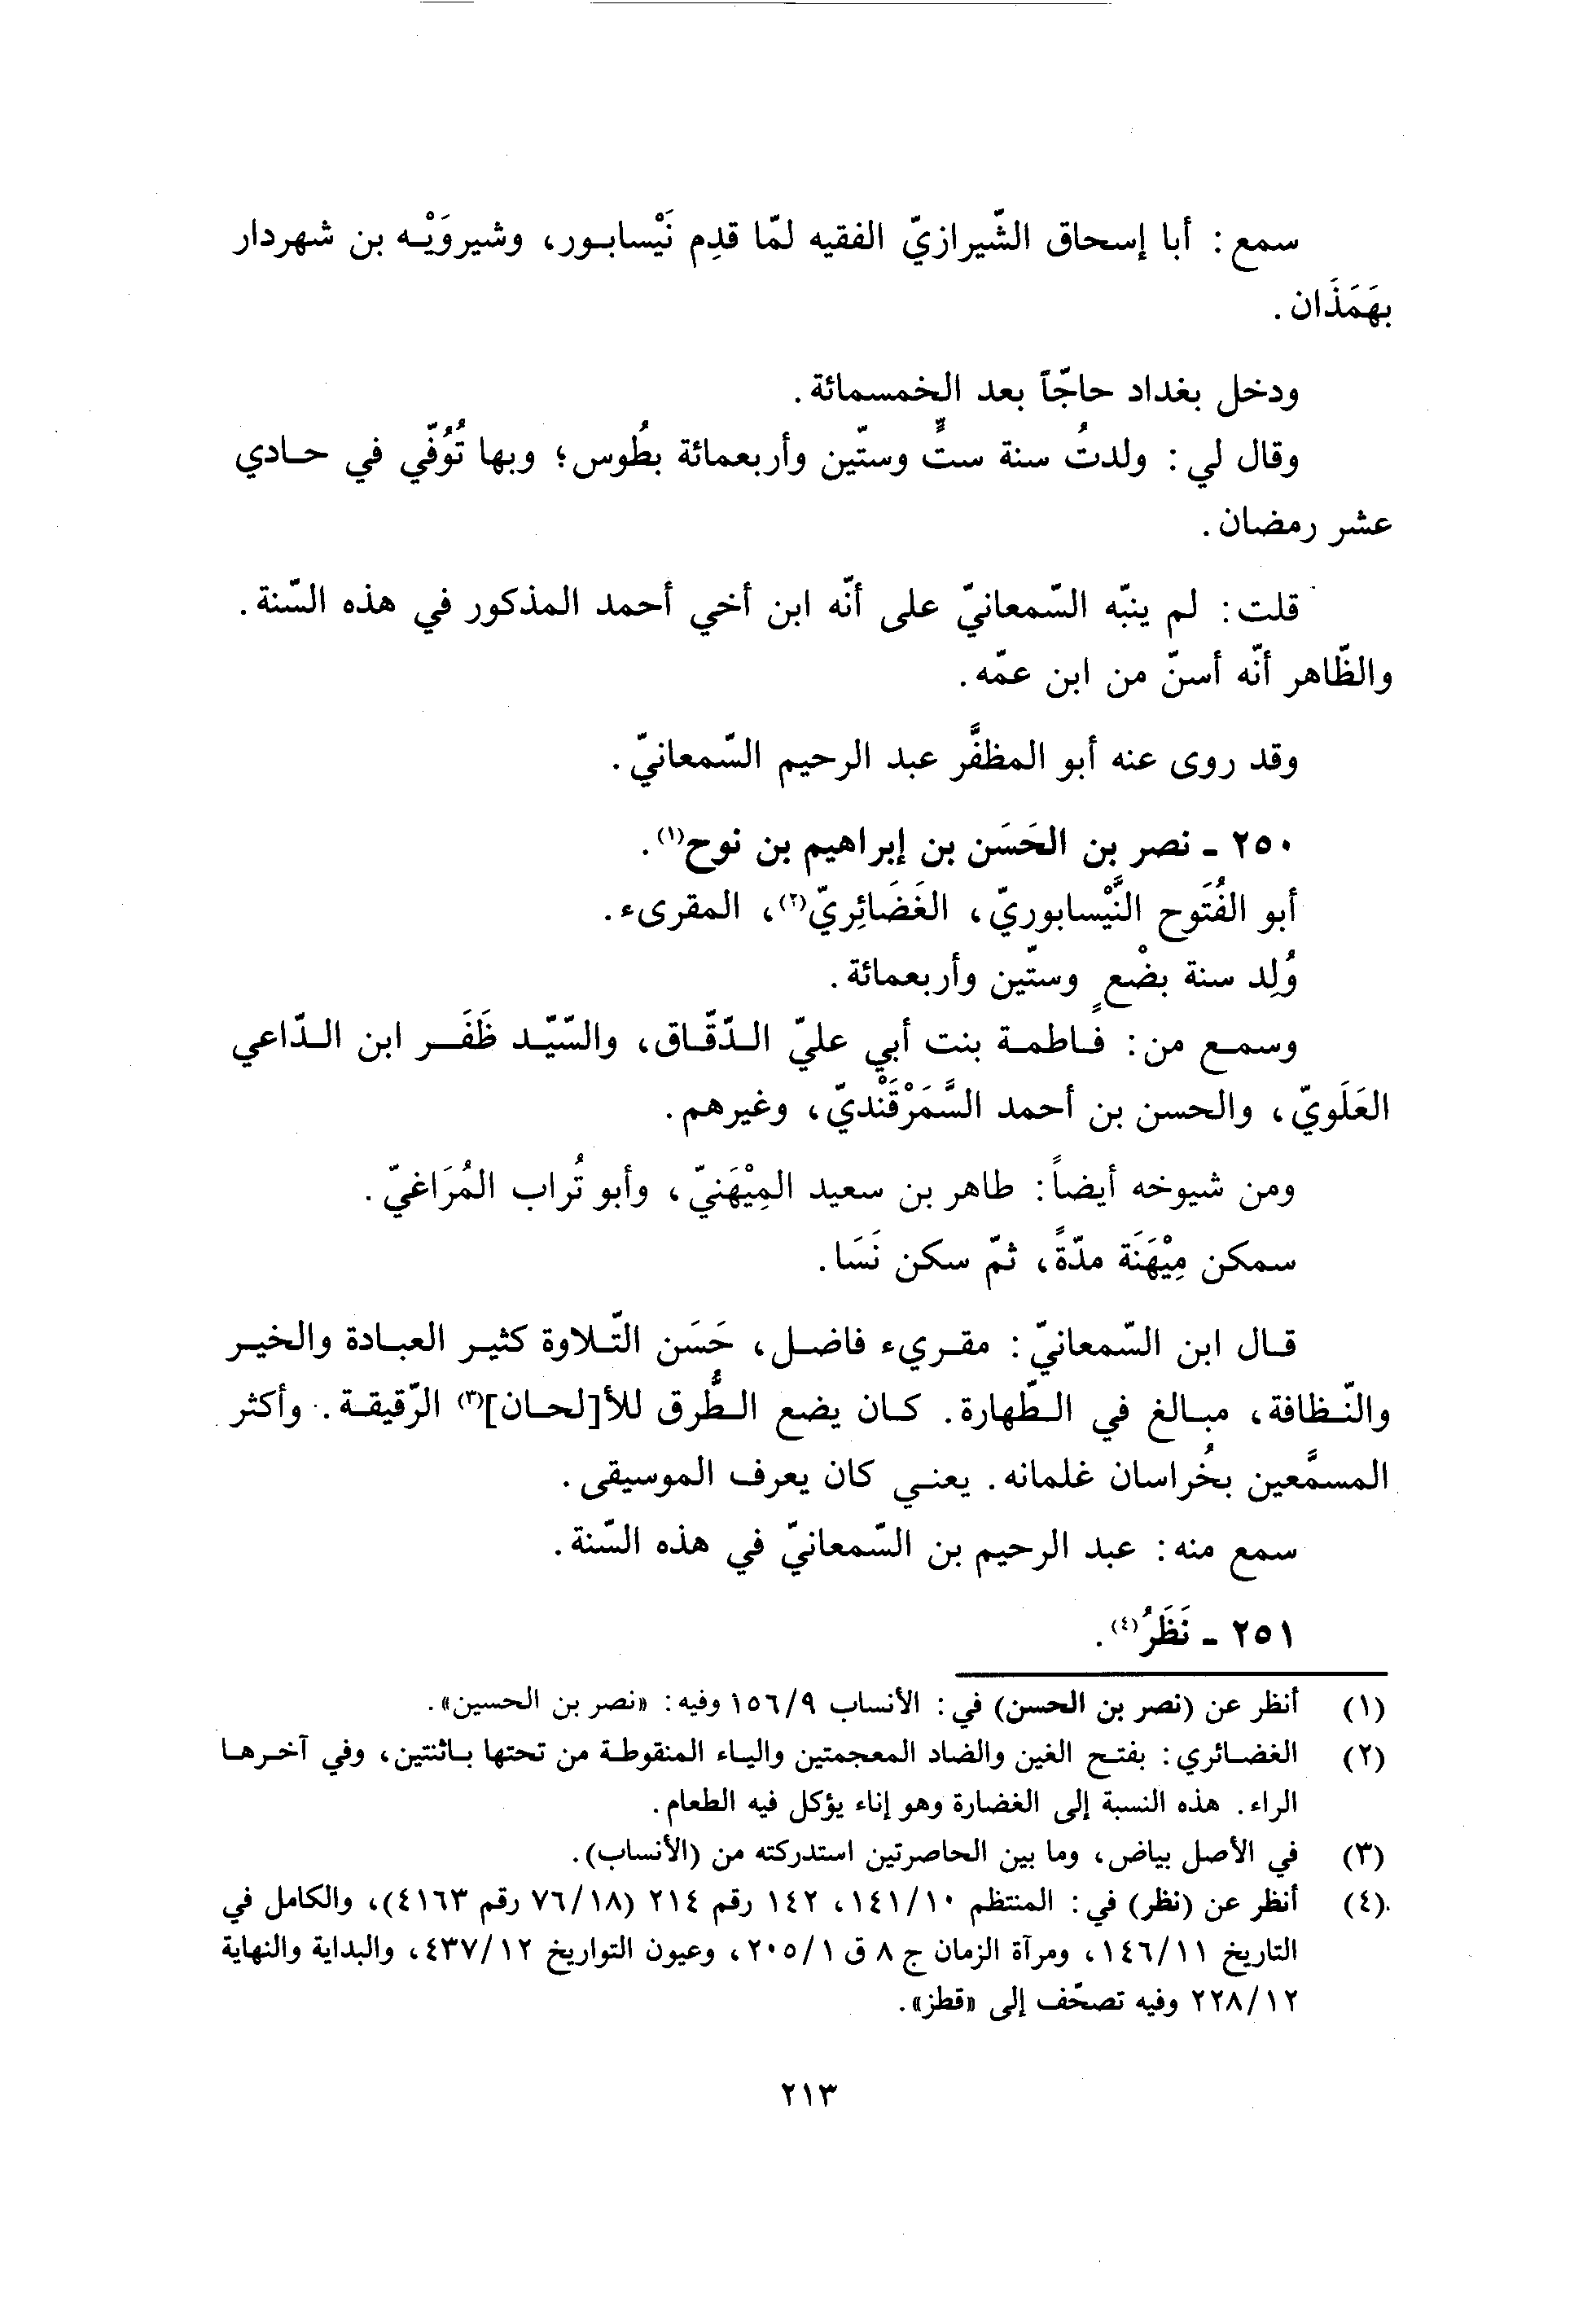 سمع: أبا إسحاق الشّيرازيّ الفقيه لمّا قدِم نَيْسابور، وشيروَيْه بن شهردار
بهَمَذَان.
ودخل بغداد حاجّاً بعد الخمسمائة.
وقال لي: ولدتُ سنة ستٍّ وستّين وأربعمائة بطُوس؛ وبها تُوُفّي في حادي
عشر رمضان.
قلت: لم ينبّه السّمعانيّ على أنّه ابن أخي أحمد المذكور في هذه السّنة.
والظّاهر أنّه أسنّ من ابن عمّه.
وقد روى عنه أبو المظفَّر عبد الرحيم السّمعانيّ.
٢٥٠ - نصر بن الحَسَن بن إبراهيم بن نوح(١).
أبو الفُتَوح النَّيْسابوريّ، الغَضَائِريّ(٢)، المقرىء.
وُلِد سنة بضْعٍ وستّين وأربعمائة.
وسمع من: فاطمة بنت أبي عليّ الدّقّاق، والسّيّد ظَفَر ابن الدّاعي
العَلَويّ، والحسن بن أحمد السَّمَرْقَنْديّ، وغيرهم.
ومن شيوخه أيضاً: طاهر بن سعيد المِيْهَنيّ، وأبو تُراب المُرَاغيّ.
سمكن مِيْهَنَة مدّةً، ثمّ سكن نَسَا.
قال ابن السّمعانيّ: مقريء فاضل، حَسَن التّلاوة كثير العبادة والخير
والنّظافة، مبالغ في الطّهارة. كان يضع الطُّرق للأ[لحان](٣) الرّقيقة. وأكثر
المسمَّعين بخُراسان غلمانه. يعني كان يعرف الموسيقى.
سمع منه: عبد الرحيم بن السّمعانيّ في هذه السّنة.
٢٥١ - نَظَرُ(٤).
(١) أنظر عن (نصر بن الحسن) في: الأنساب ١٥٦/٩ وفيه: «نصر بن الحسين».
(٢) الغضائري: بفتح الغين والضاد المعجمتين والياء المنقوطة من تحتها باثنتين، وفي آخرها
الراء. هذه النسبة إلى الغضارة وهو إناء يؤكل فيه الطعام.
(٣) في الأصل بياض، وما بين الحاصرتين استدركته من (الأنساب).
(٤) أنظر عن (نظر) في: المنتظم ١٤١/١٠، ١٤٢ رقم ٢١٤ (٧٦/١٨ رقم ٤١٦٣)، والكامل في
التاريخ ١٤٦/١١، ومرآة الزمان ج ٨ ق ٢٠٥/١، وعيون التواريخ ٤٣٧/١٢، والبداية والنهاية
٢٢٨/١٢ وفيه تصحّف إلى «قطز».
٢١٣